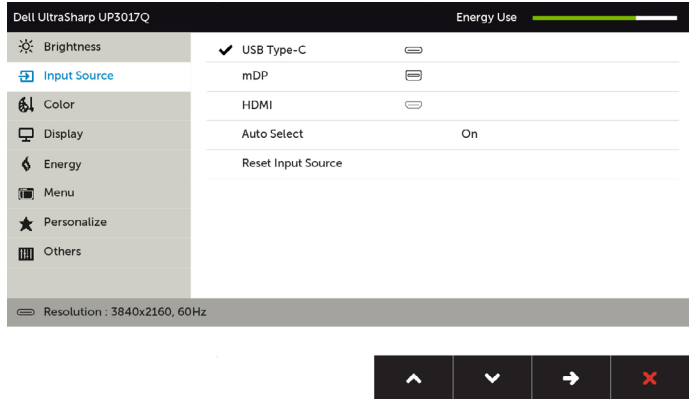 Dell UltraSharp UP3017Q Energy Use
Brightness
Input Source
Color
Display
Energy
Menu
Personalize
Others
USB Type-C
mDP
HDMI
Auto Select On
Reset Input Source
Resolution : 3840x2160, 60Hz